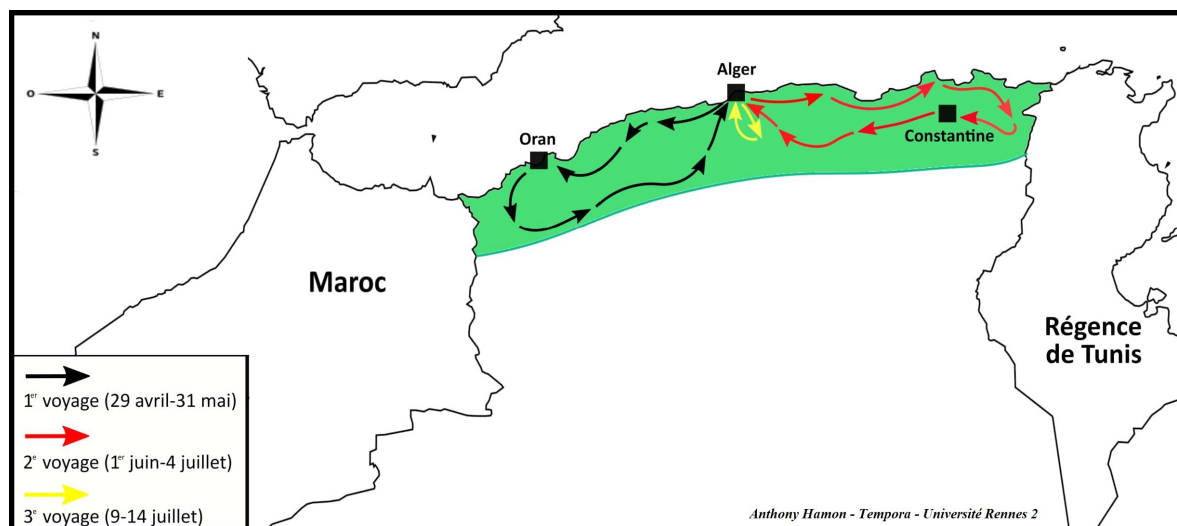 N
O
E
S
Alger
Oran
Constantine
Maroc
Régence
de Tunis
1er voyage (29 avril-31 mai)
2e voyage (1er juin-4 juillet)
3e voyage (9-14 juillet)
Anthony Hamon - Tempora - Université Rennes 2